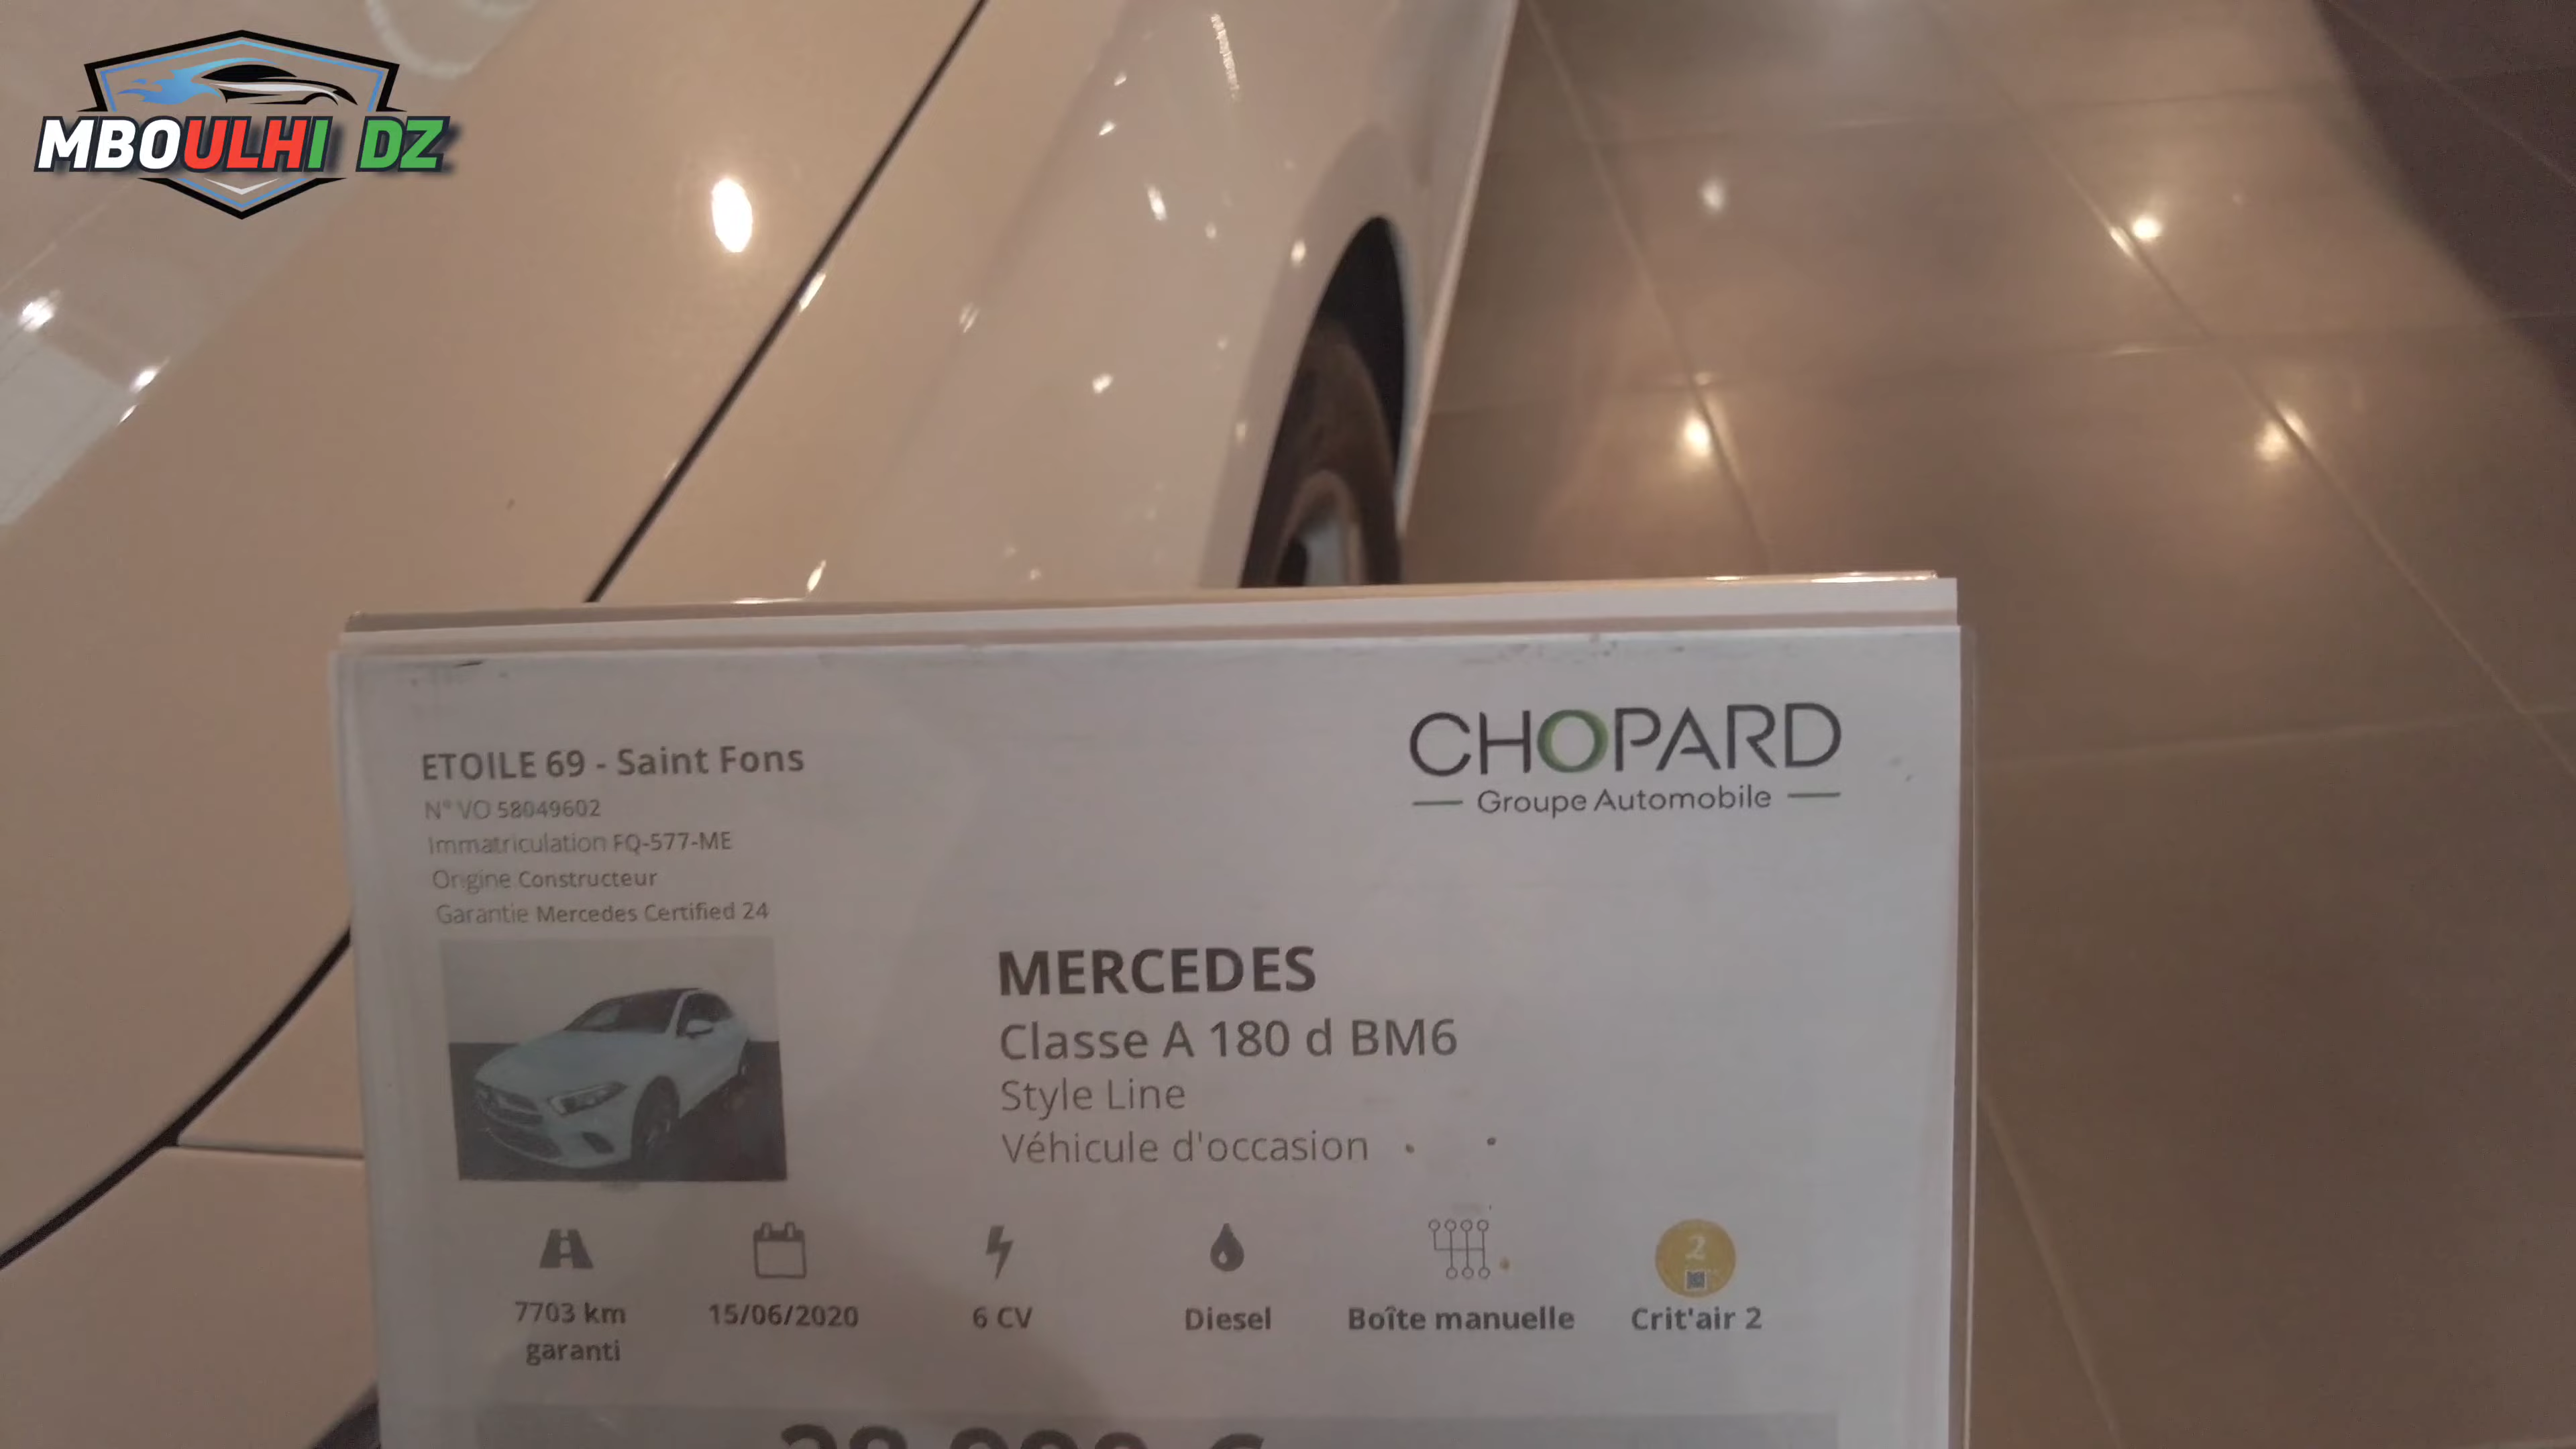 MBOULHI DZ
CHOPARD
Groupe Automobile
ETOILE 69 - Saint Fons
N° VO 58049602
Immatriculation FQ-577-ME
Origine Constructeur
Garantie Mercedes Certified 24
MERCEDES
Classe A 180 d BM6
Style Line
Véhicule d'occasion
2
7703 km
garanti
15/06/2020
6 CV
Diesel
Boîte manuelle
Crit'air 2